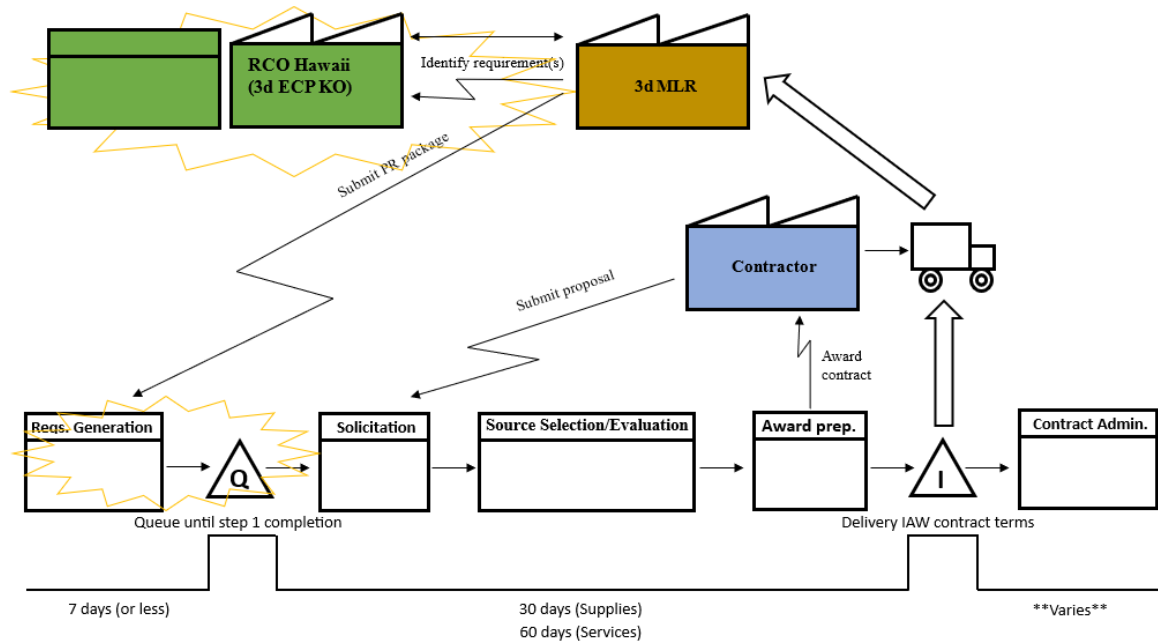 RCO Hawaii
(3d ECP KO)
Identify requirement(s)
3d MLR
Submit PR package
Contractor
Submit proposal
Award
contract
Reqs. Generation
Solicitation
Source Selection/Evaluation
Award prep.
Contract Admin.
Q
I
Queue until step 1 completion
Delivery IAW contract terms
7 days (or less)
30 days (Supplies)
60 days (Services)
**Varies**